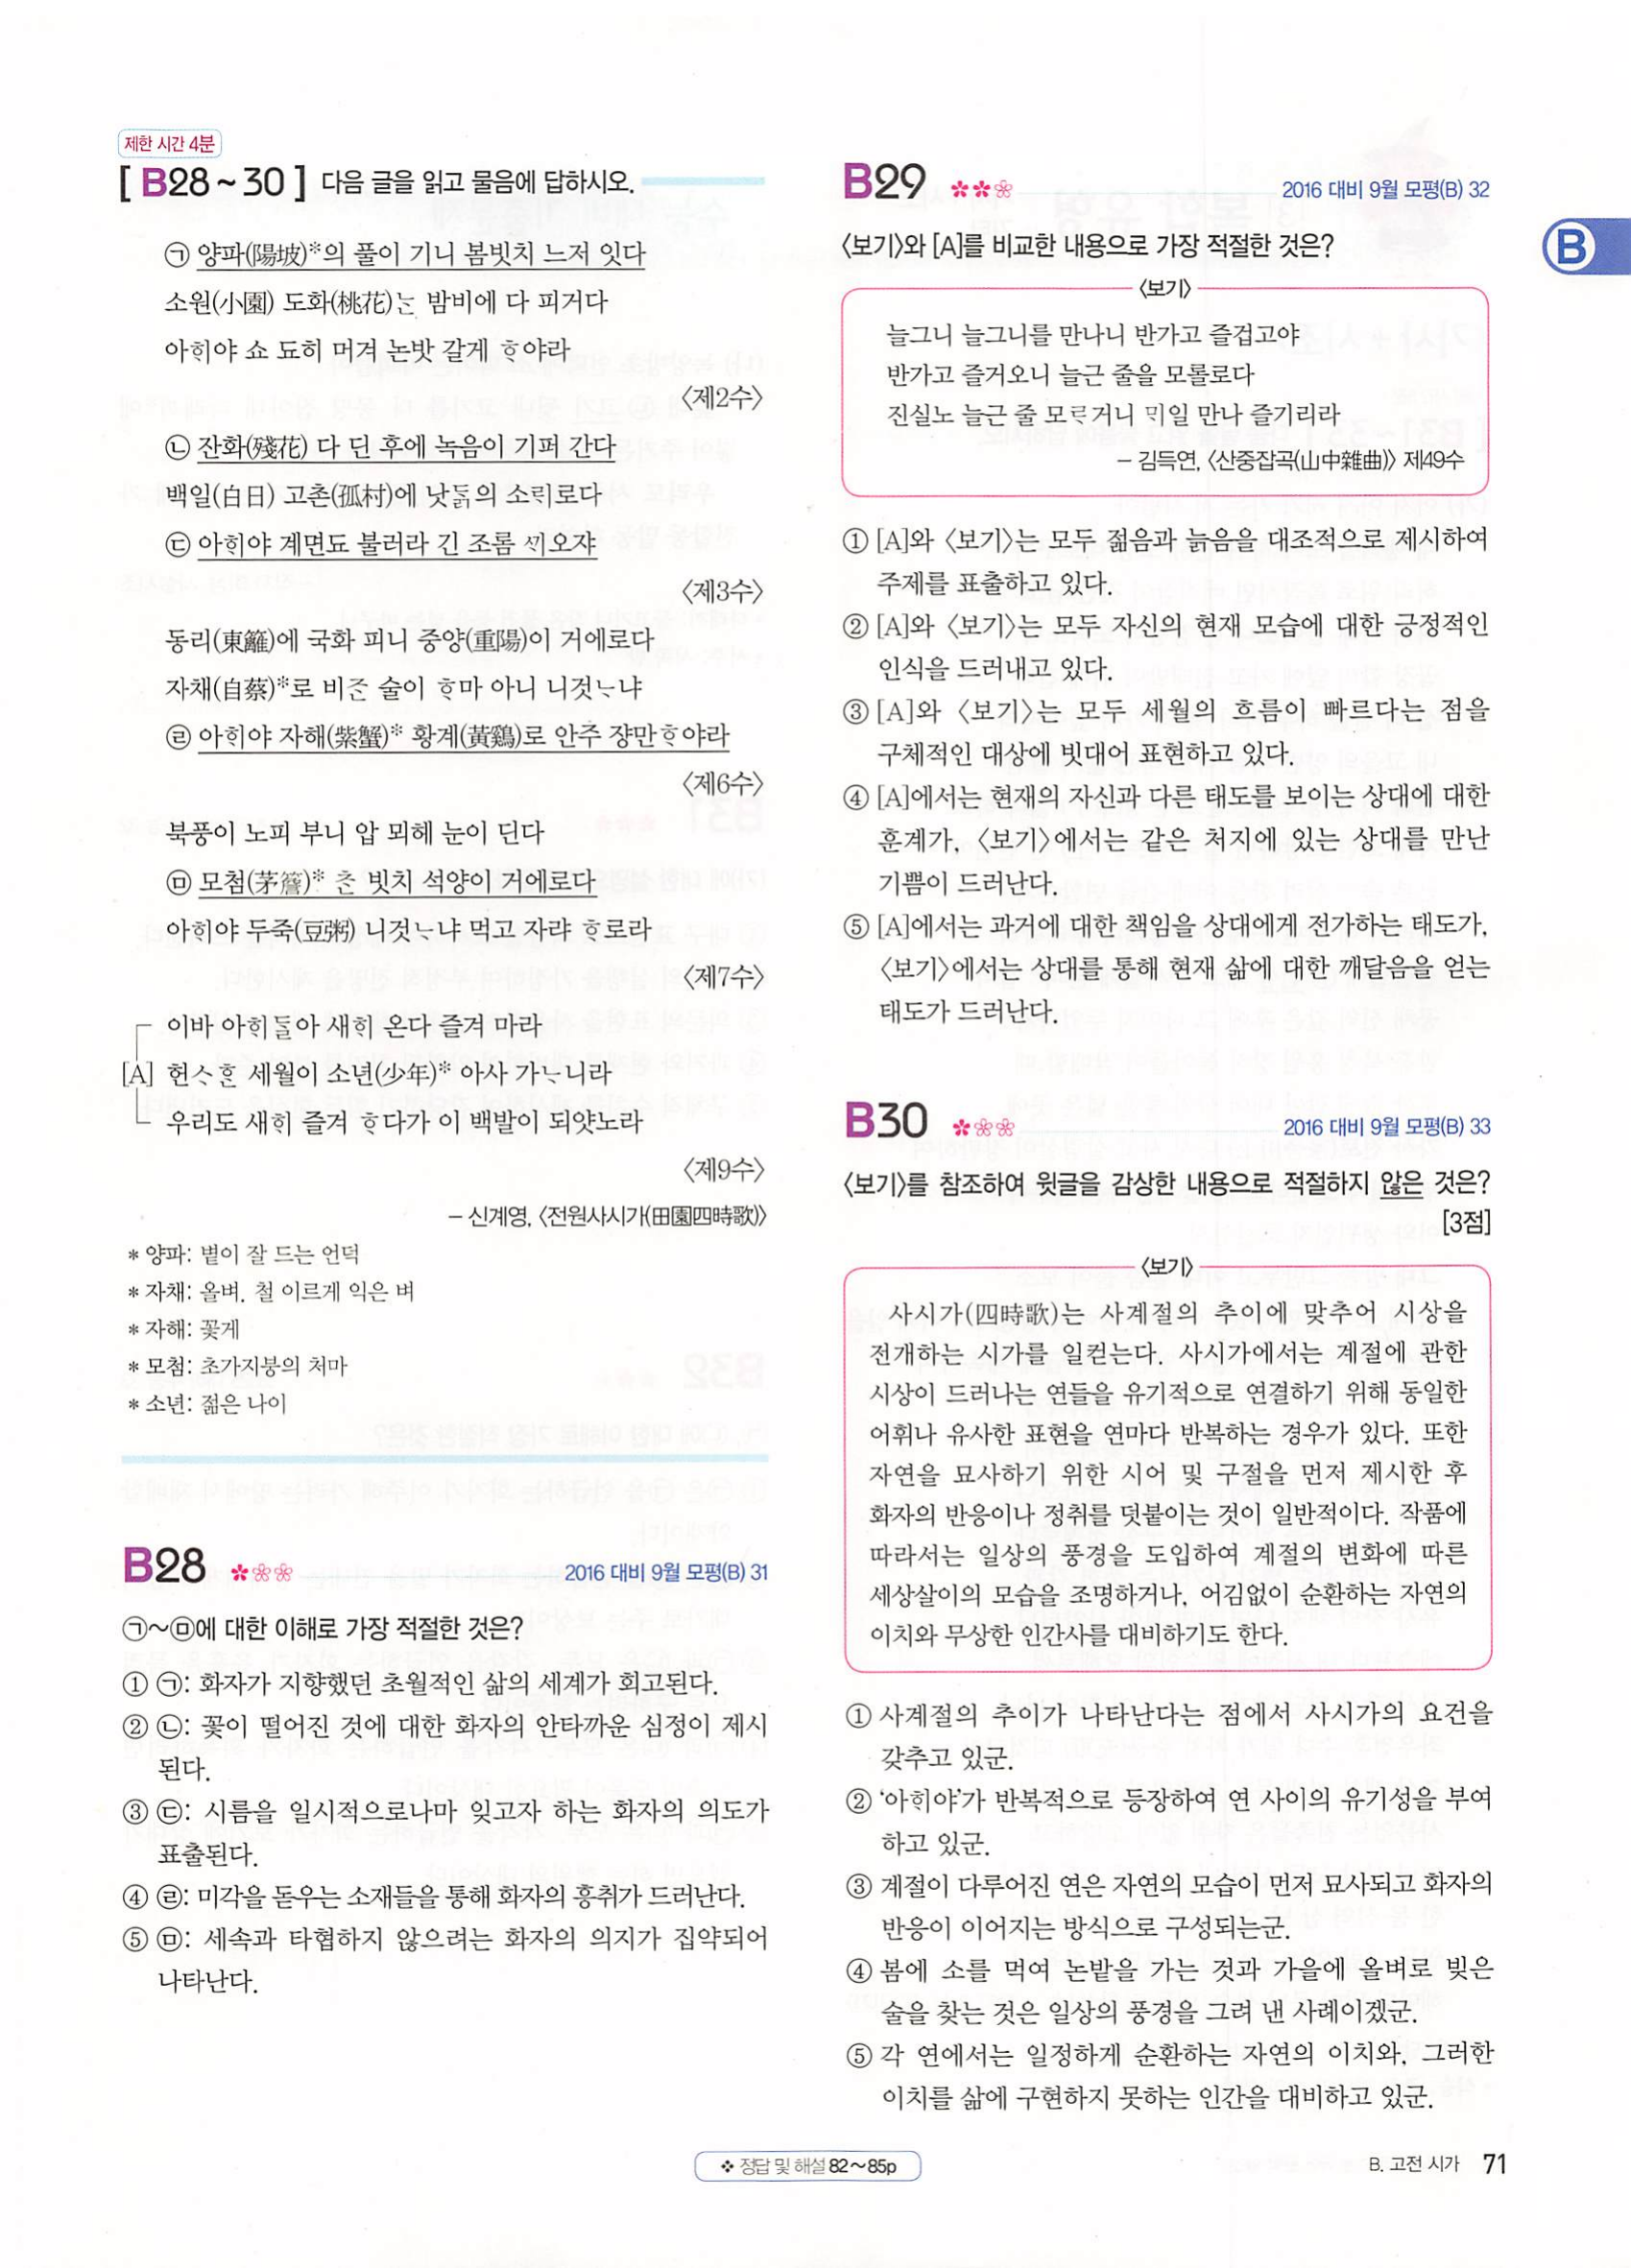 제한 시간 4분
[ B28~30 ] 다음 글을 읽고 물음에 답하시오.
㉠ 양파(陽坡)*의 풀이 기니 봄빗치 느저 잇다
소원(小園) 도화(桃花)는 밤비에 다 피거다
아ᄒᆡ야 쇼 됴히 머겨 논밧 갈게 ᄒᆞ야라
〈제2수〉
㉡ 잔화(殘花) 다 딘 후에 녹음이 기퍼 간다
백일(白日) 고촌(孤村)에 낫ᄃᆞᆰ의 소ᄅᆡ로다
㉢ 아ᄒᆡ야 계면됴 불러라 긴 조롬 ᄭᆡ오쟈
〈제3수〉
동리(東籬)에 국화 피니 중양(重陽)이 거에로다
자채(自蔡)*로 비ᄌᆞᆫ 술이 ᄒᆞ마 아니 니것ᄂᆞ냐
㉣ 아ᄒᆡ야 자해(紫蟹)* 황계(黃鷄)로 안주 쟝만ᄒᆞ야라
〈제6수〉
북풍이 노피 부니 압 뫼헤 눈이 딘다
㉤ 모첨(茅簷)* ᄎᆞᆫ 빗치 석양이 거에로다
아ᄒᆡ야 두죽(豆粥) 니것ᄂᆞ냐 먹고 자랴 ᄒᆞ로라
〈제7수〉
이바 아ᄒᆡᄃᆞᆯ아 새ᄒᆡ 온다 즐겨 마라
[A] 헌ᄉᆞᄒᆞᆫ 세월이 소년(少年)* 아사 가ᄂᆞ니라
우리도 새ᄒᆡ 즐겨 ᄒᆞ다가 이 백발이 되얏노라
〈제9수〉
– 신계영, 〈전원사시가(田園四時歌)〉
* 양파: 볕이 잘 드는 언덕
* 자채: 올벼. 철 이르게 익은 벼
* 자해: 꽃게
* 모첨: 초가지붕의 처마
* 소년: 젊은 나이
B28
2016 대비 9월 모평(B) 31
㉠~㉤에 대한 이해로 가장 적절한 것은?
① ㉠: 화자가 지향했던 초월적인 삶의 세계가 회고된다.
② ㉡: 꽃이 떨어진 것에 대한 화자의 안타까운 심정이 제시
된다.
③ ㉢: 시름을 일시적으로나마 잊고자 하는 화자의 의도가
표출된다.
④ ㉣: 미각을 돋우는 소재들을 통해 화자의 흥취가 드러난다.
⑤ ㉤: 세속과 타협하지 않으려는 화자의 의지가 집약되어
나타난다.
B29
2016 대비 9월 모평(B) 32
〈보기〉와 [A]를 비교한 내용으로 가장 적절한 것은?
〈보기〉
늘그니 늘그니를 만나니 반가고 즐겁고야
반가고 즐거오니 늘근 줄을 모롤로다
진실노 늘근 줄 모ᄅᆞ거니 ᄆᆡ일 만나 즐기리라
– 김득연, 〈산중잡곡(山中雜曲)〉 제49수
① [A]와 〈보기〉는 모두 젊음과 늙음을 대조적으로 제시하여
주제를 표출하고 있다.
② [A]와 〈보기〉는 모두 자신의 현재 모습에 대한 긍정적인
인식을 드러내고 있다.
③ [A]와 〈보기〉는 모두 세월의 흐름이 빠르다는 점을
구체적인 대상에 빗대어 표현하고 있다.
④ [A]에서는 현재의 자신과 다른 태도를 보이는 상대에 대한
훈계가, 〈보기〉에서는 같은 처지에 있는 상대를 만난
기쁨이 드러난다.
⑤ [A]에서는 과거에 대한 책임을 상대에게 전가하는 태도가,
〈보기〉에서는 상대를 통해 현재 삶에 대한 깨달음을 얻는
태도가 드러난다.
B30
2016 대비 9월 모평(B) 33
〈보기〉를 참조하여 윗글을 감상한 내용으로 적절하지 않은 것은?
[3점]
〈보기〉
사시가(四時歌)는 사계절의 추이에 맞추어 시상을
전개하는 시가를 일컫는다. 사시가에서는 계절에 관한
시상이 드러나는 연들을 유기적으로 연결하기 위해 동일한
어휘나 유사한 표현을 연마다 반복하는 경우가 있다. 또한
자연을 묘사하기 위한 시어 및 구절을 먼저 제시한 후
화자의 반응이나 정취를 덧붙이는 것이 일반적이다. 작품에
따라서는 일상의 풍경을 도입하여 계절의 변화에 따른
세상살이의 모습을 조명하거나, 어김없이 순환하는 자연의
이치와 무상한 인간사를 대비하기도 한다.
① 사계절의 추이가 나타난다는 점에서 사시가의 요건을
갖추고 있군.
② ‘아ᄒᆡ야’가 반복적으로 등장하여 연 사이의 유기성을 부여
하고 있군.
③ 계절이 다루어진 연은 자연의 모습이 먼저 묘사되고 화자의
반응이 이어지는 방식으로 구성되는군.
④ 봄에 소를 먹여 논밭을 가는 것과 가을에 올벼로 빚은
술을 찾는 것은 일상의 풍경을 그려 낸 사례이겠군.
⑤ 각 연에서는 일정하게 순환하는 자연의 이치와, 그러한
이치를 삶에 구현하지 못하는 인간을 대비하고 있군.
B
❖ 정답 및 해설 82~85p
B. 고전 시가 71